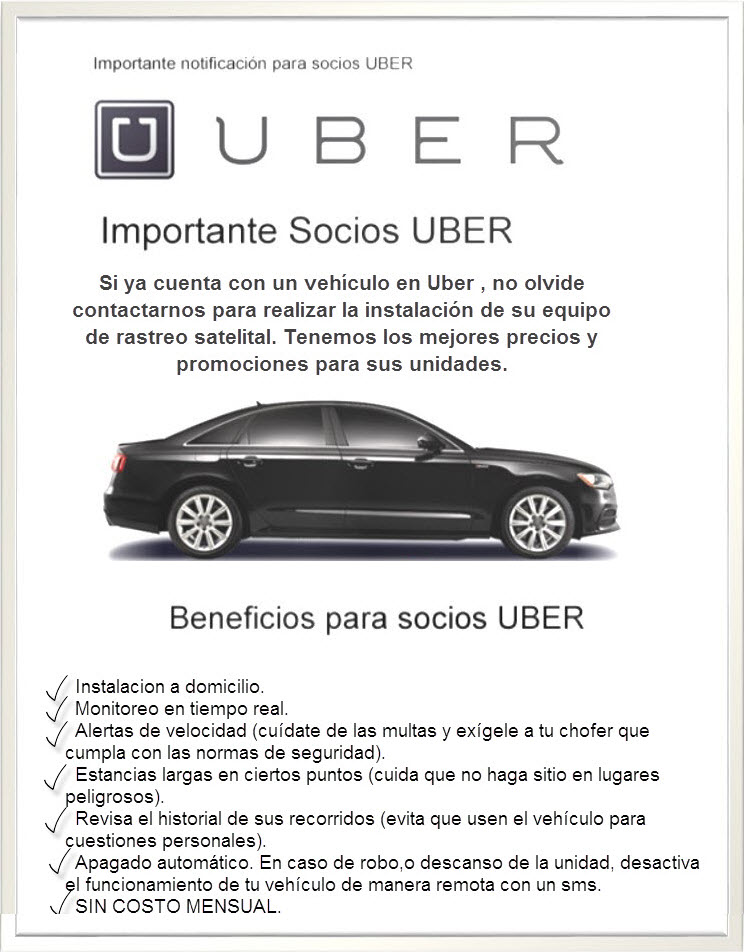 Importante notificación para socios UBER
U UBER
Importante Socios UBER
Si ya cuenta con un vehículo en Uber , no olvide
contactarnos para realizar la instalación de su equipo
de rastreo satelital. Tenemos los mejores precios y
promociones para sus unidades.
Beneficios para socios UBER
Instalacion a domicilio.
Monitoreo en tiempo real.
Alertas de velocidad (cuídate de las multas y exígele a tu chofer que
cumpla con las normas de seguridad).
Estancias largas en ciertos puntos (cuida que no haga sitio en lugares
peligrosos).
Revisa el historial de sus recorridos (evita que usen el vehículo para
cuestiones personales).
Apagado automático. En caso de robo,o descanso de la unidad, desactiva
el funcionamiento de tu vehículo de manera remota con un sms.
SIN COSTO MENSUAL.